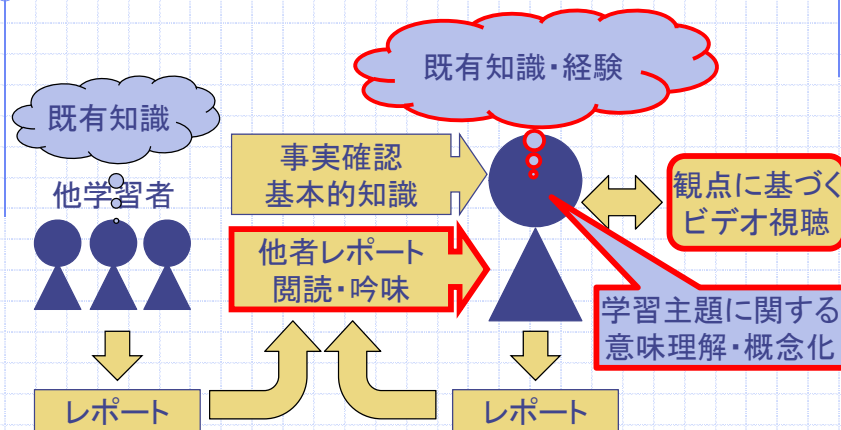 既有知識・経験
既有知識
他学習者
事実確認
基本的知識
観点に基づく
ビデオ視聴
他者レポート
閲読・吟味
学習主題に関する
意味理解・概念化
レポート
レポート